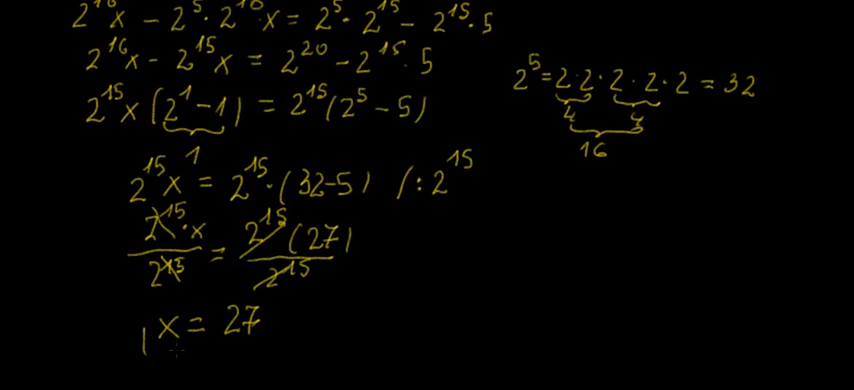 2^16 x - 2^5 · 2^10 · x = 2^5 · 2^15 - 2^15 · 5
2^16 x - 2^15 x = 2^20 - 2^15 · 5
2^15 x (2^1 - 1) = 2^15 (2^5 - 5)
1
2^15 x = 2^15 · (32-5) / : 2^15
2^15 · x / 2^15 = 2^15 (27) / 2^15
x = 27
2^5 = 2 · 2 · 2 · 2 · 2 = 32
4 4
16